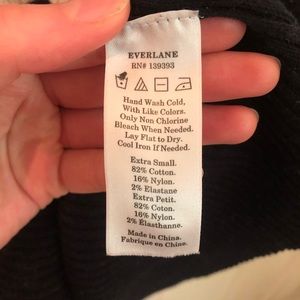 EVERLANE
RN# 139393
Hand Wash Cold,
With Like Colors.
Only Non Chlorine
Bleach When Needed.
Lay Flat to Dry.
Cool Iron If Needed.
Extra Small.
82% Cotton.
16% Nylon.
2% Elastane
Extra Petit.
82% Coton.
16% Nylon.
2% Élasthanne.
Made in China.
Fabriqué en Chine.